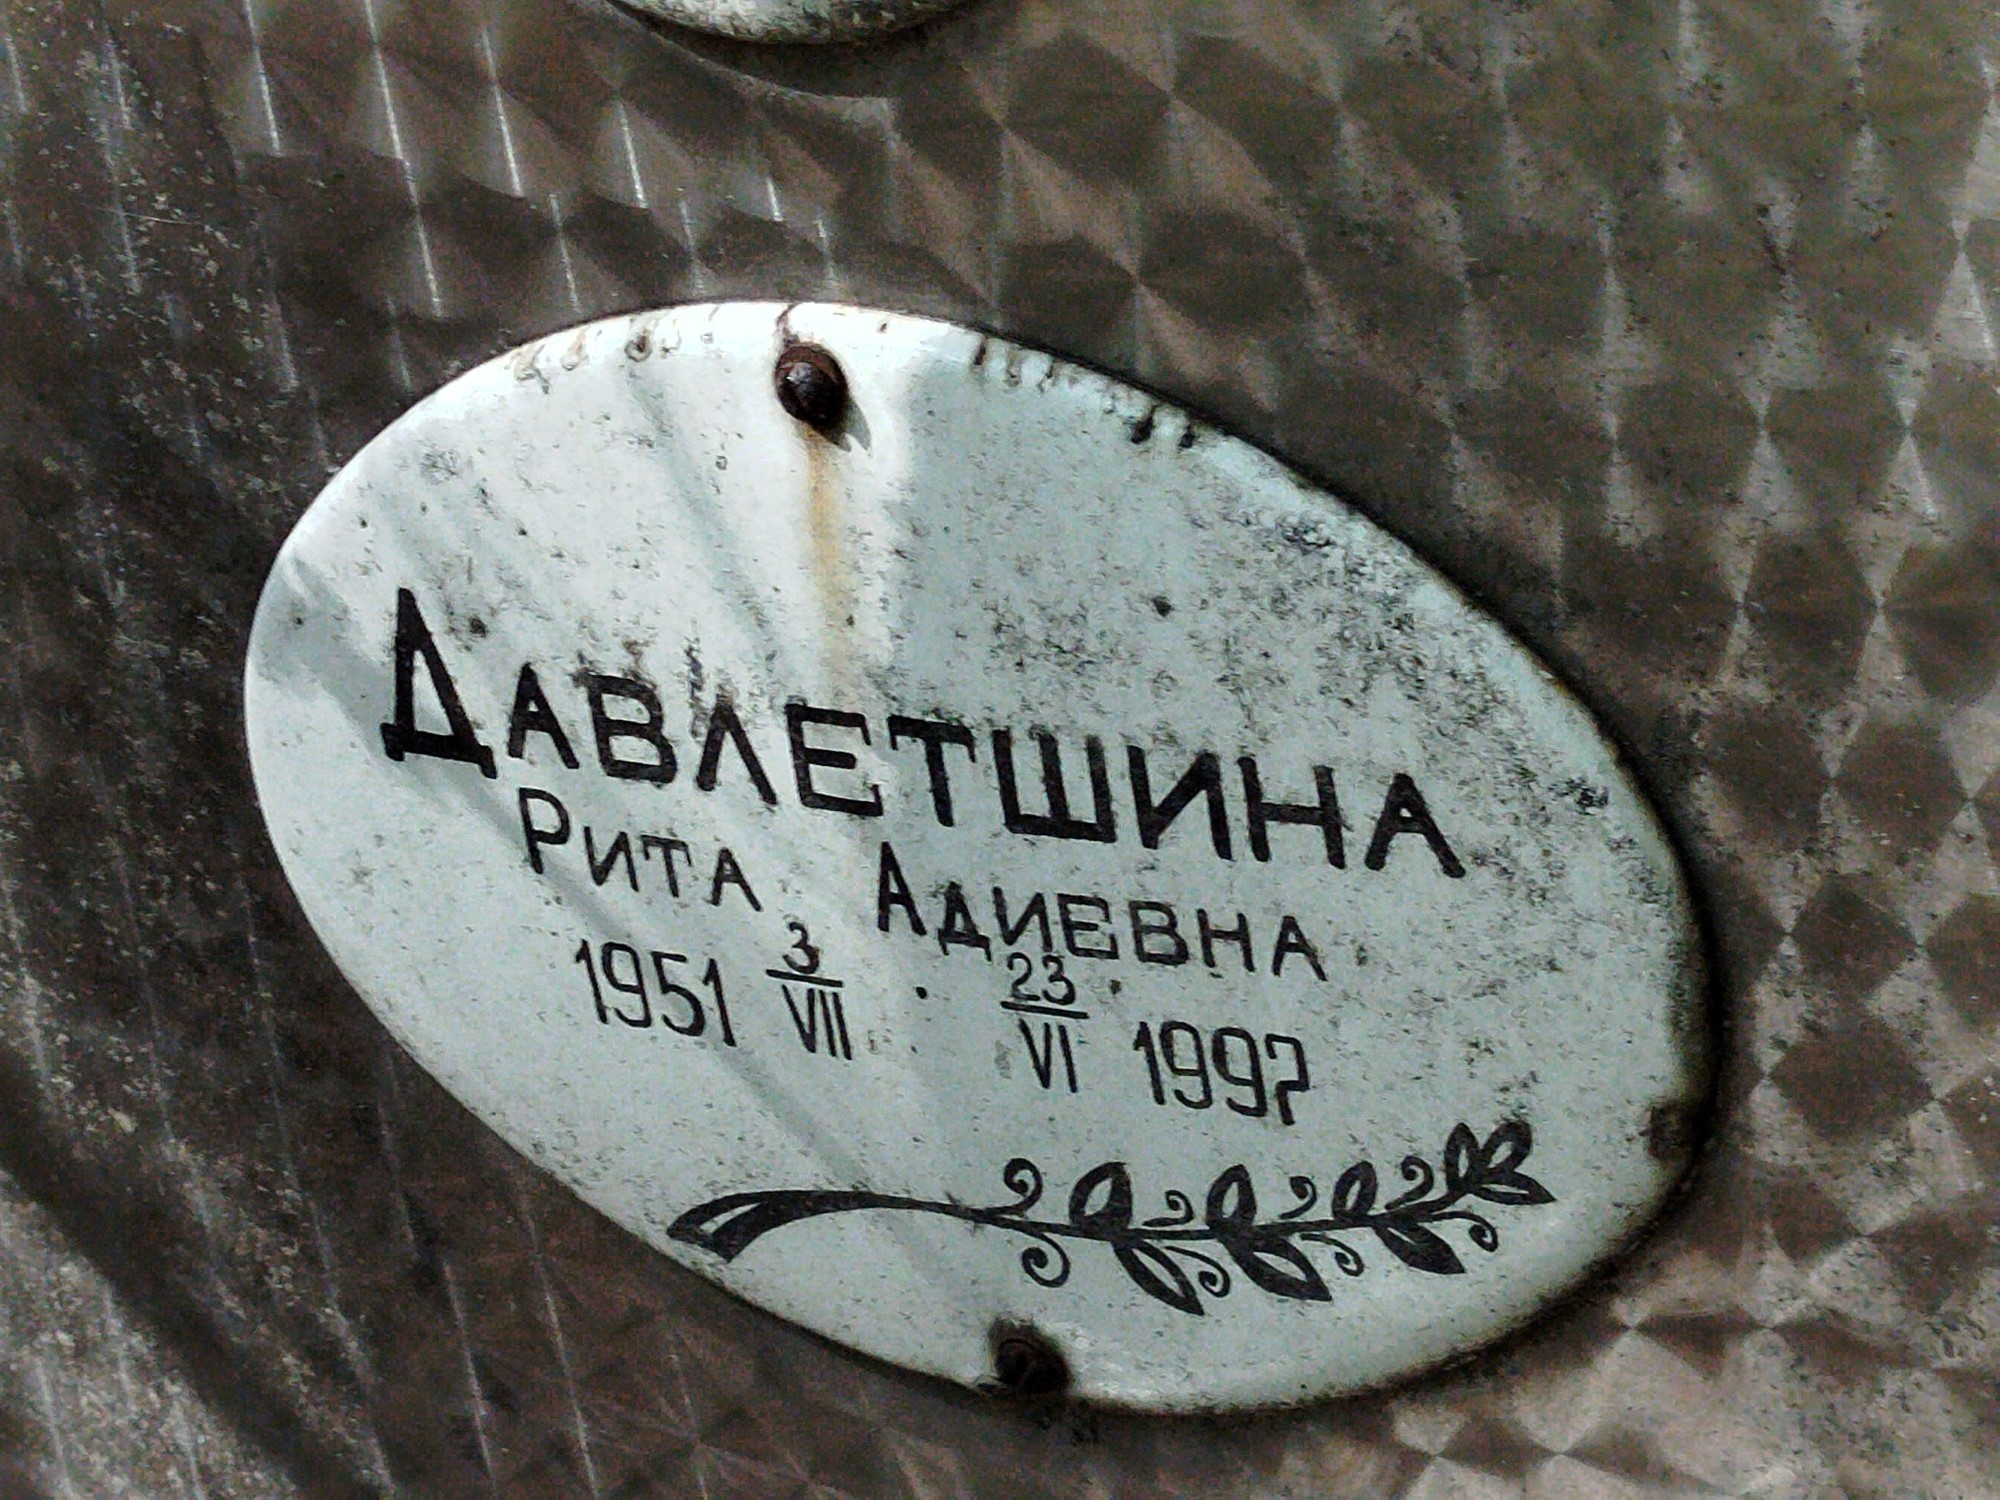 Давлетшина
Рита Адиевна
1951 3/VII · 23/VI 1997